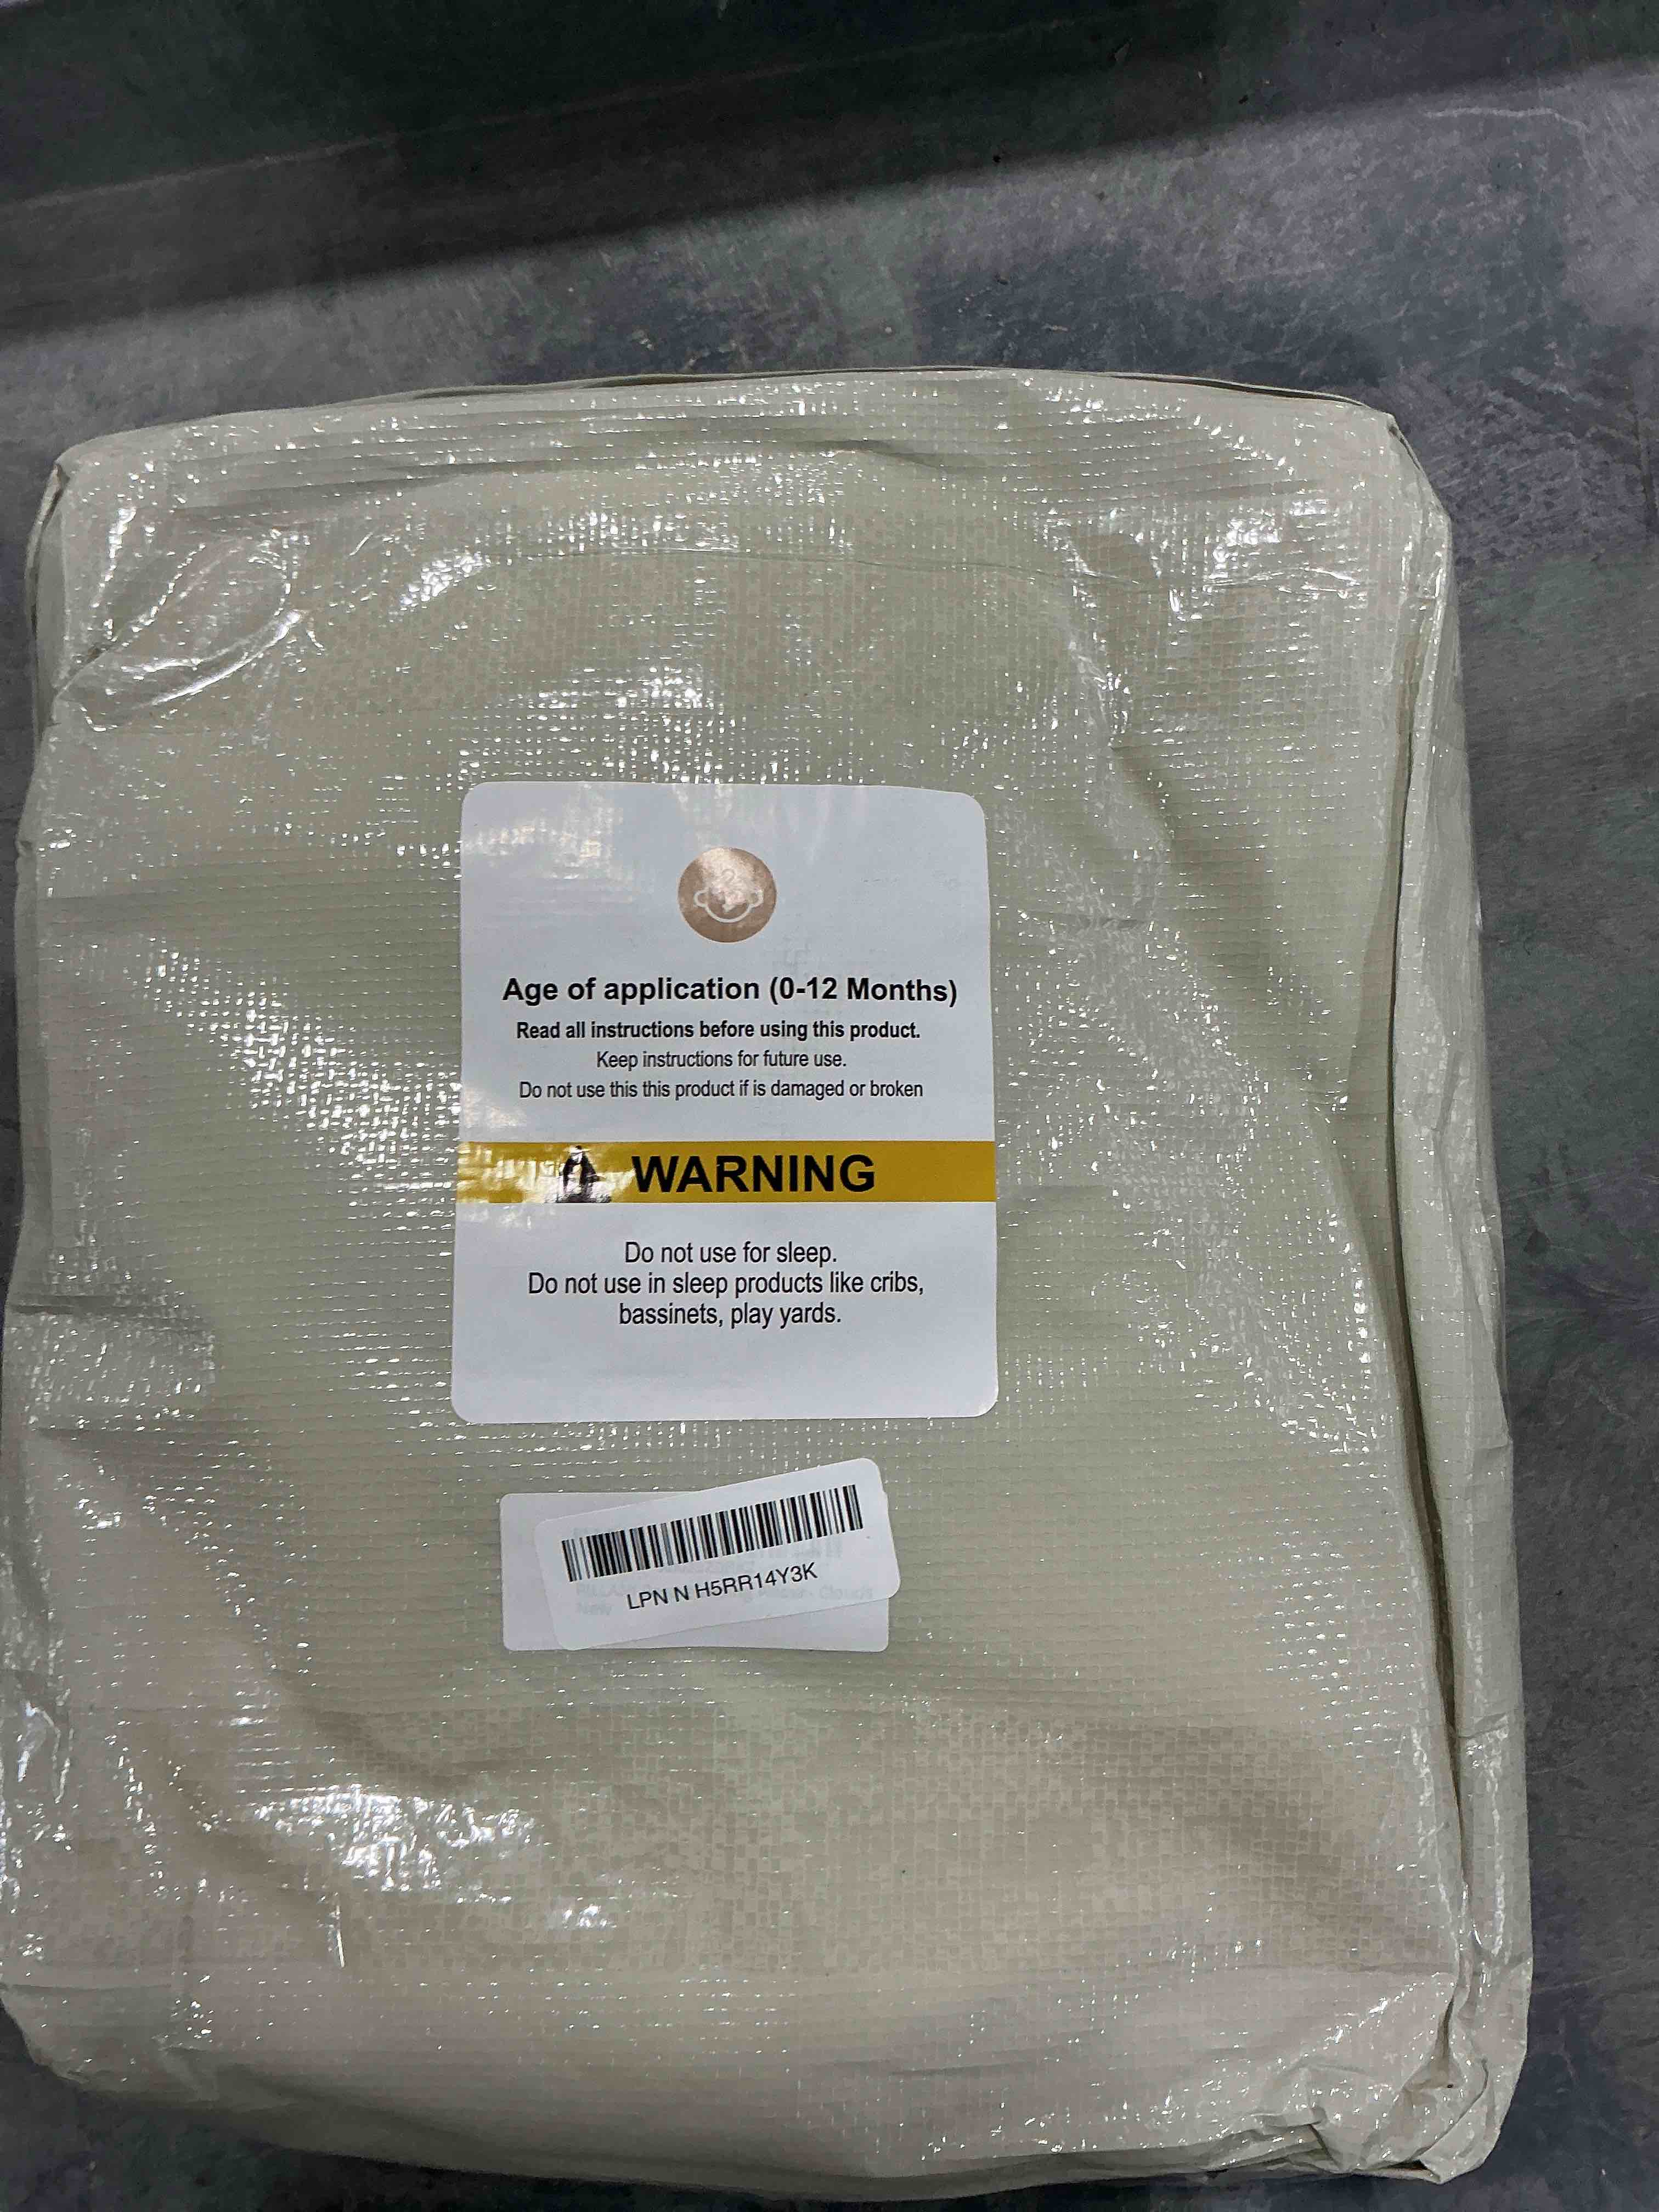 Age of application (0-12 Months)
Read all instructions before using this product.
Keep instructions for future use.
Do not use this this product if is damaged or broken
WARNING
Do not use for sleep.
Do not use in sleep products like cribs,
bassinets, play yards.
LPN N H5RR14Y3K
Clouds
New